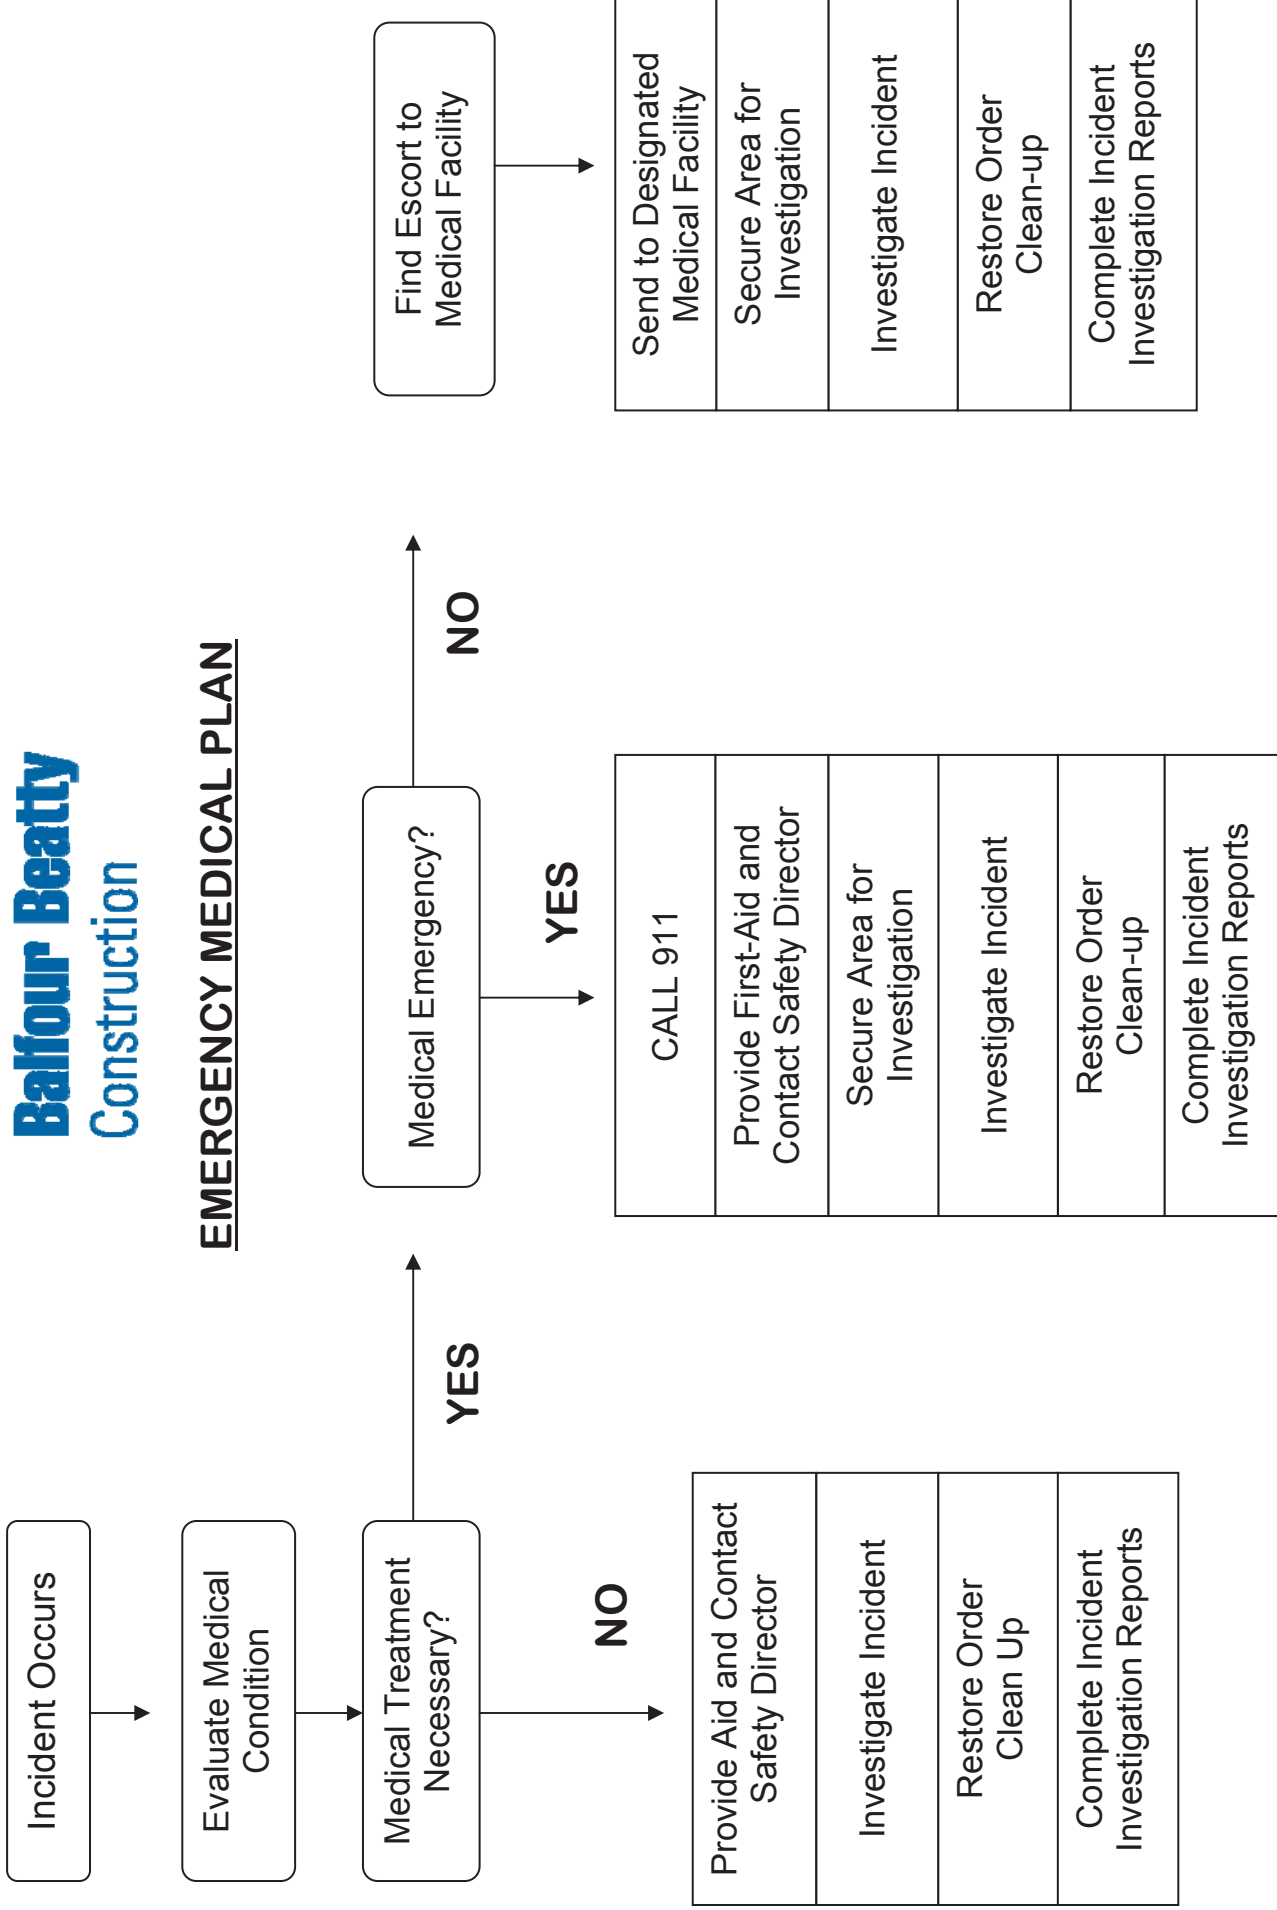 Balfour Beatty
Construction
EMERGENCY MEDICAL PLAN
Incident Occurs
Evaluate Medical
Condition
Medical Treatment
Necessary?
YES
Medical Emergency?
NO
Find Escort to
Medical Facility
NO
Provide Aid and Contact
Safety Director
Investigate Incident
Restore Order
Clean Up
Complete Incident
Investigation Reports
YES
CALL 911
Provide First-Aid and
Contact Safety Director
Secure Area for
Investigation
Investigate Incident
Restore Order
Clean-up
Complete Incident
Investigation Reports
Send to Designated
Medical Facility
Secure Area for
Investigation
Investigate Incident
Restore Order
Clean-up
Complete Incident
Investigation Reports